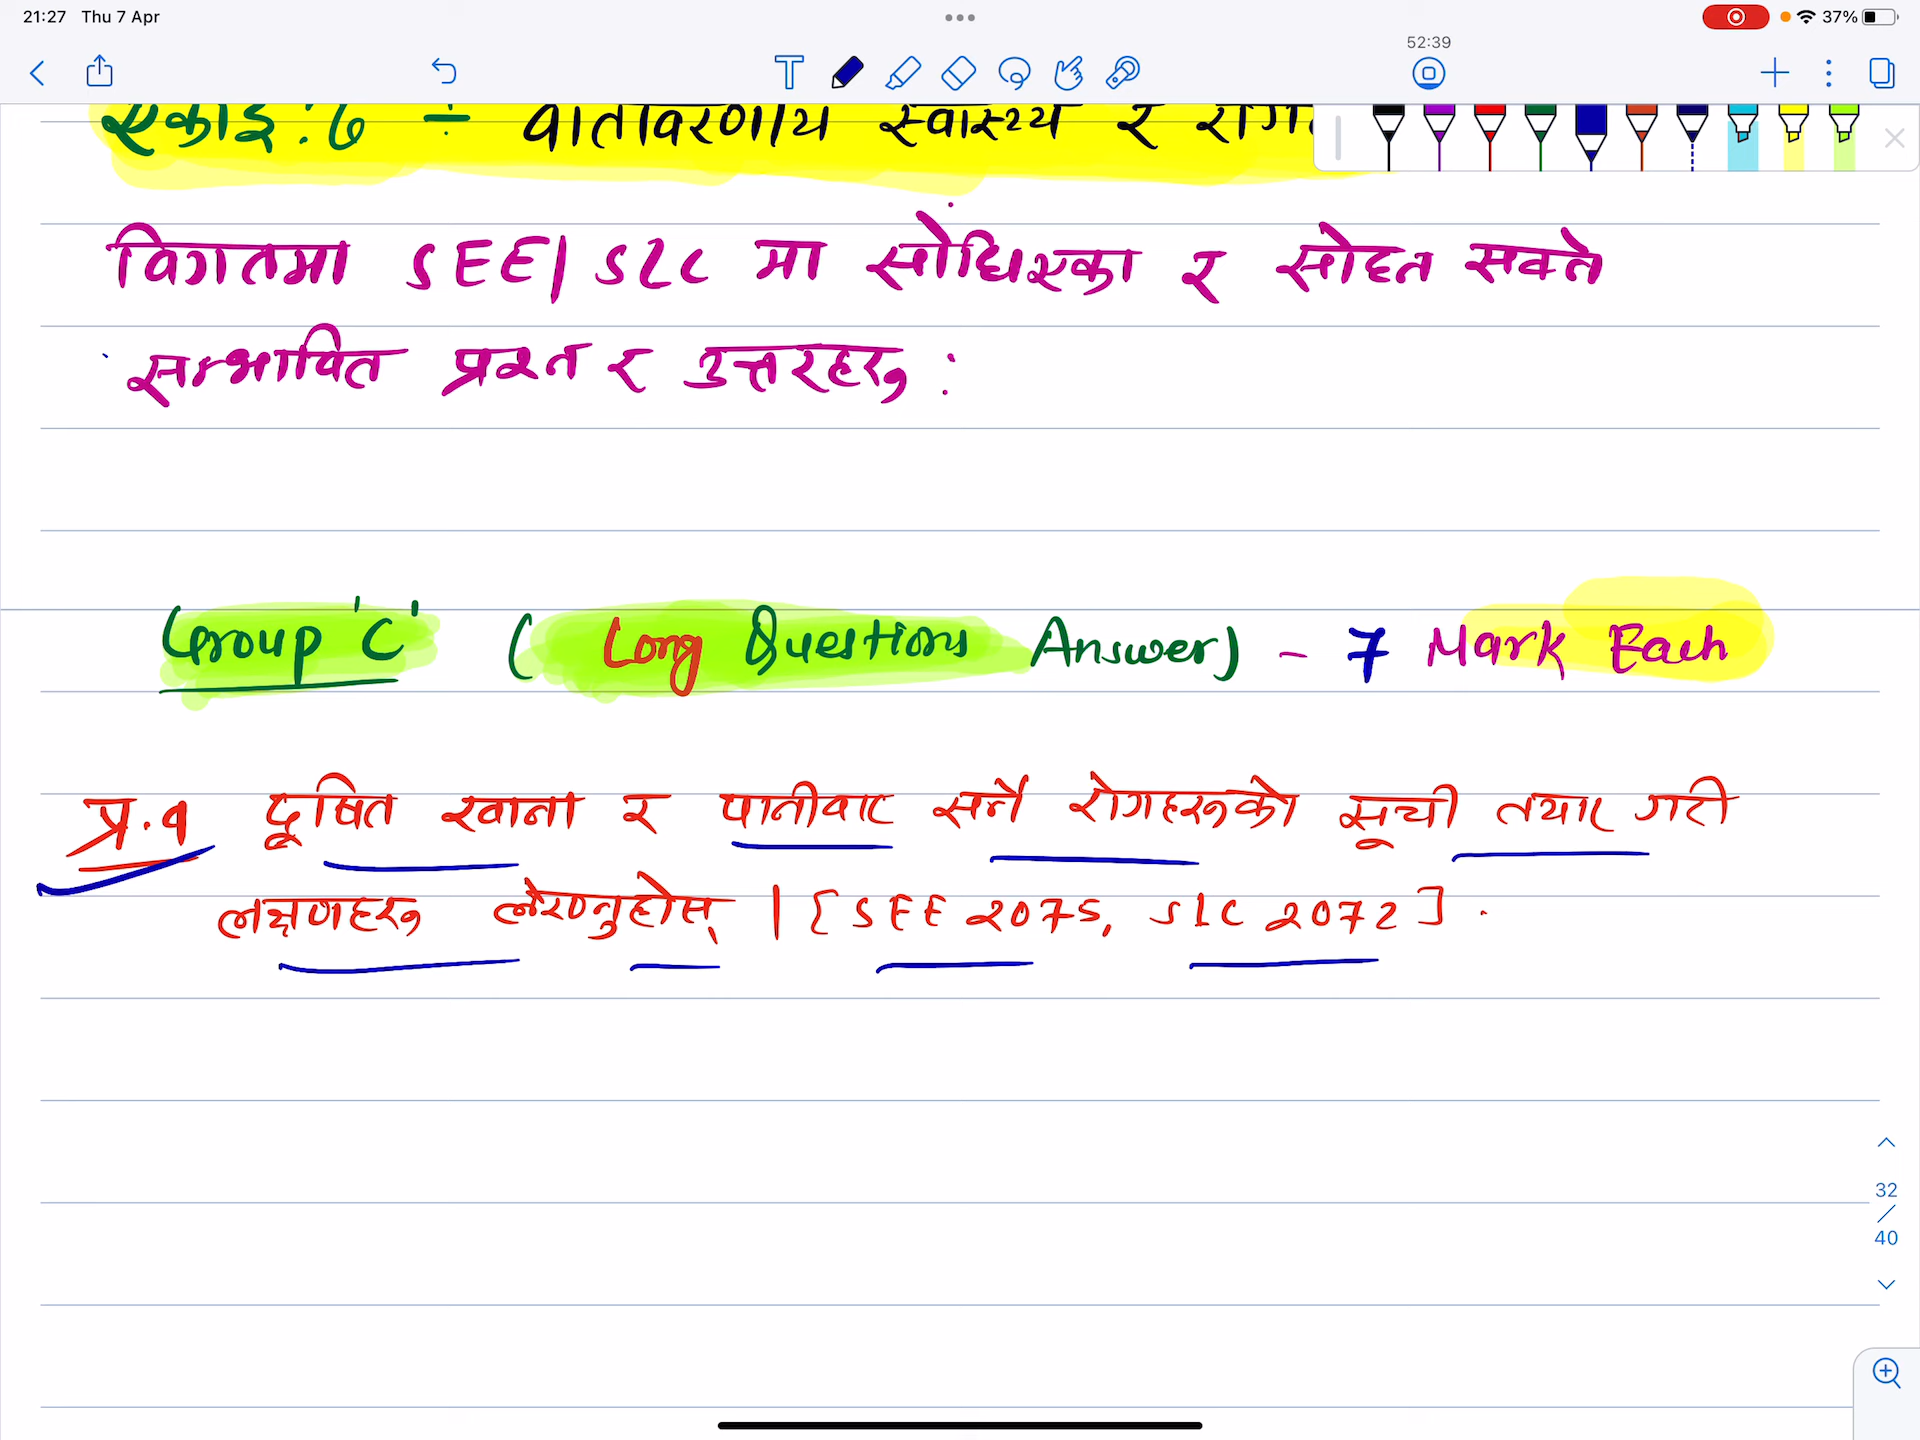 21:27 Thu 7 Apr
37%
52:39
एकाइ: ७ ÷ वातावरणीय स्वास्थ्य र
विगतमा SEE/SLC मा सोधिएका र सोध्न सक्ने
सम्भावित प्रश्न र उत्तरहरू :
Group 'C' ( Long Questions Answer) - 7 Mark Each
प्र.१ दूषित खाना र पानीबाट सर्ने रोगहरूको सूची तयार गरी
लक्षणहरू लेख्नुहोस् | [SEE 2075, SLC 2072] .
32
/
40